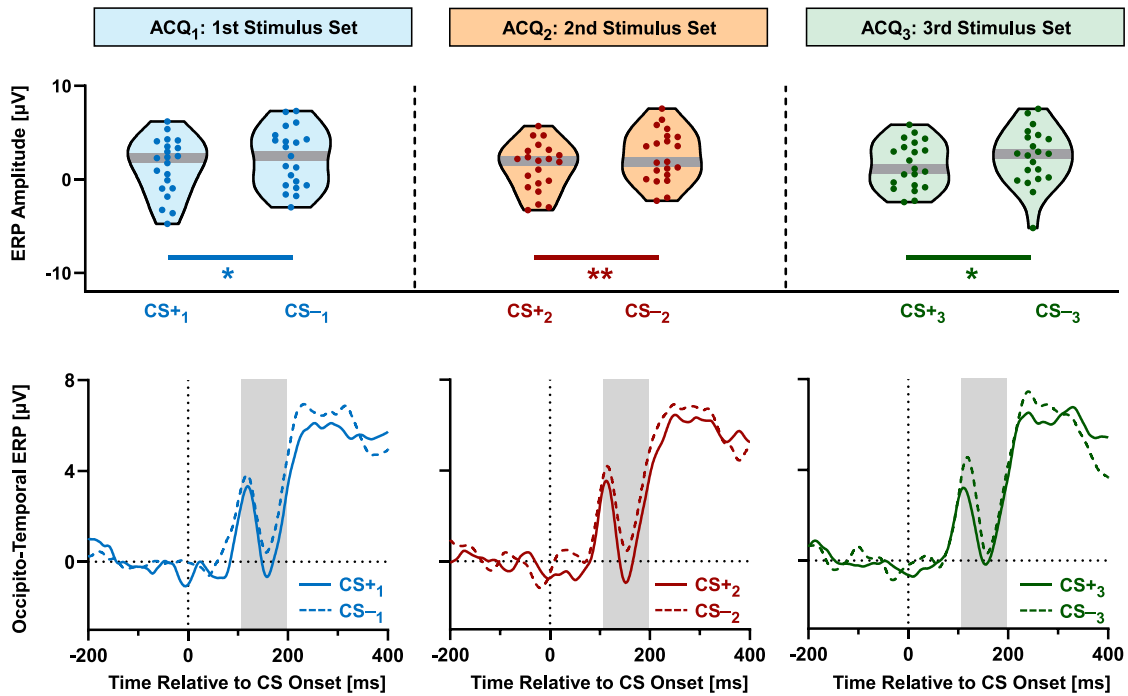 ACQ₁: 1st Stimulus Set
ACQ₂: 2nd Stimulus Set
ACQ₃: 3rd Stimulus Set
ERP Amplitude [µV]
10
0
-10
*
**
*
CS+₁
CS–₁
CS+₂
CS–₂
CS+₃
CS–₃
Occipito-Temporal ERP [µV]
8
4
0
CS+₁
CS–₁
CS+₂
CS–₂
CS+₃
CS–₃
-200 0 200 400
-200 0 200 400
-200 0 200 400
Time Relative to CS Onset [ms]
Time Relative to CS Onset [ms]
Time Relative to CS Onset [ms]